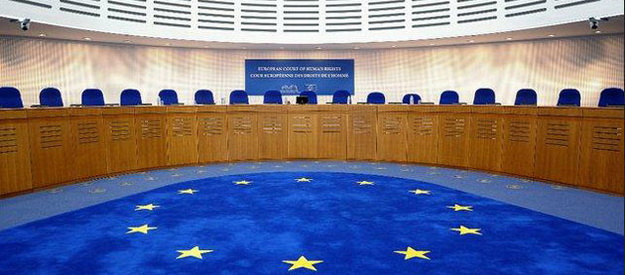 EUROPEAN COURT OF HUMAN RIGHTS
COUR EUROPÉENNE DES DROITS DE L'HOMME